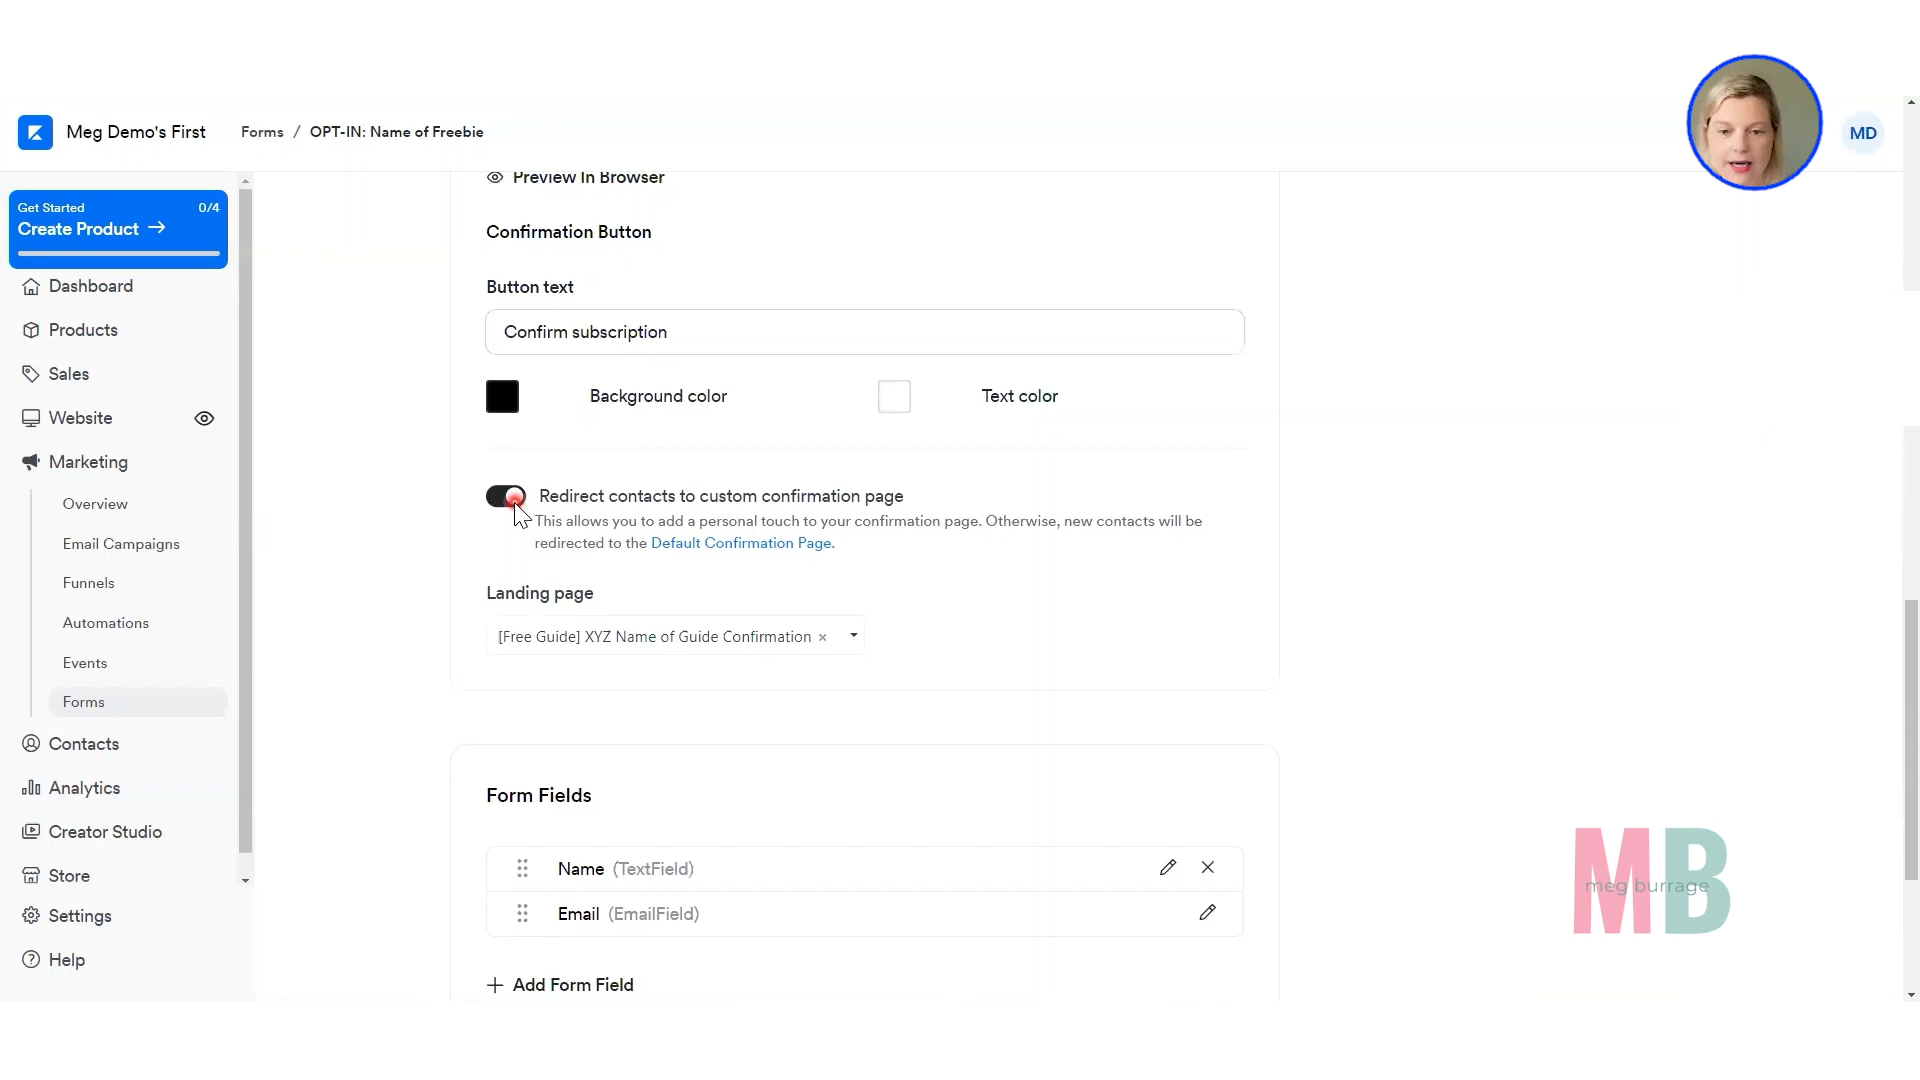 Meg Demo's First
Forms / OPT-IN: Name of Freebie
MD
Get Started 0/4
Create Product →
Dashboard
Products
Sales
Website
Marketing
Overview
Email Campaigns
Funnels
Automations
Events
Forms
Contacts
Analytics
Creator Studio
Store
Settings
Help
Preview In Browser
Confirmation Button
Button text
Confirm subscription
Background color
Text color
Redirect contacts to custom confirmation page
This allows you to add a personal touch to your confirmation page. Otherwise, new contacts will be
redirected to the Default Confirmation Page.
Landing page
[Free Guide] XYZ Name of Guide Confirmation ×
Form Fields
Name (TextField)
Email (EmailField)
+ Add Form Field
MB
meg burrage